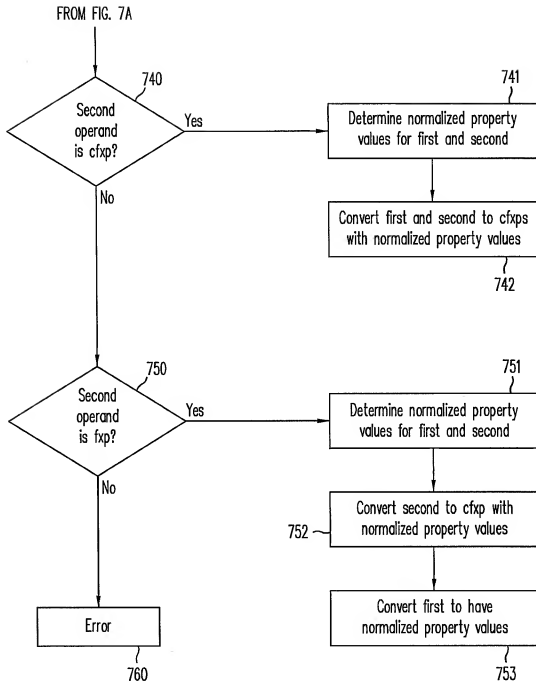 FROM FIG. 7A
740
Second
operand
is cfxp?
Yes
No
741
Determine normalized property
values for first and second
Convert first and second to cfxps
with normalized property values
742
750
Second
operand
is fxp?
Yes
No
751
Determine normalized property
values for first and second
Convert second to cfxp with
normalized property values
752
Convert first to have
normalized property values
753
Error
760